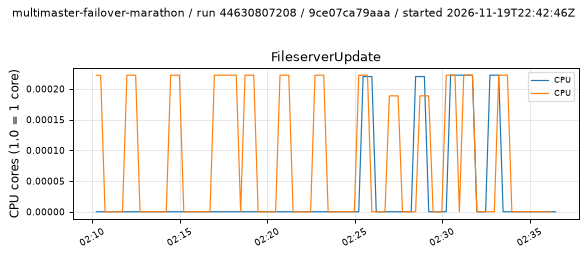 multimaster-failover-marathon / run 44630807208 / 9ce07ca79aaa / started 2026-11-19T22:42:46Z
FileserverUpdate
CPU cores (1.0 = 1 core)
0.00020
0.00015
0.00010
0.00005
0.00000
CPU
CPU
02:10
02:15
02:20
02:25
02:30
02:35